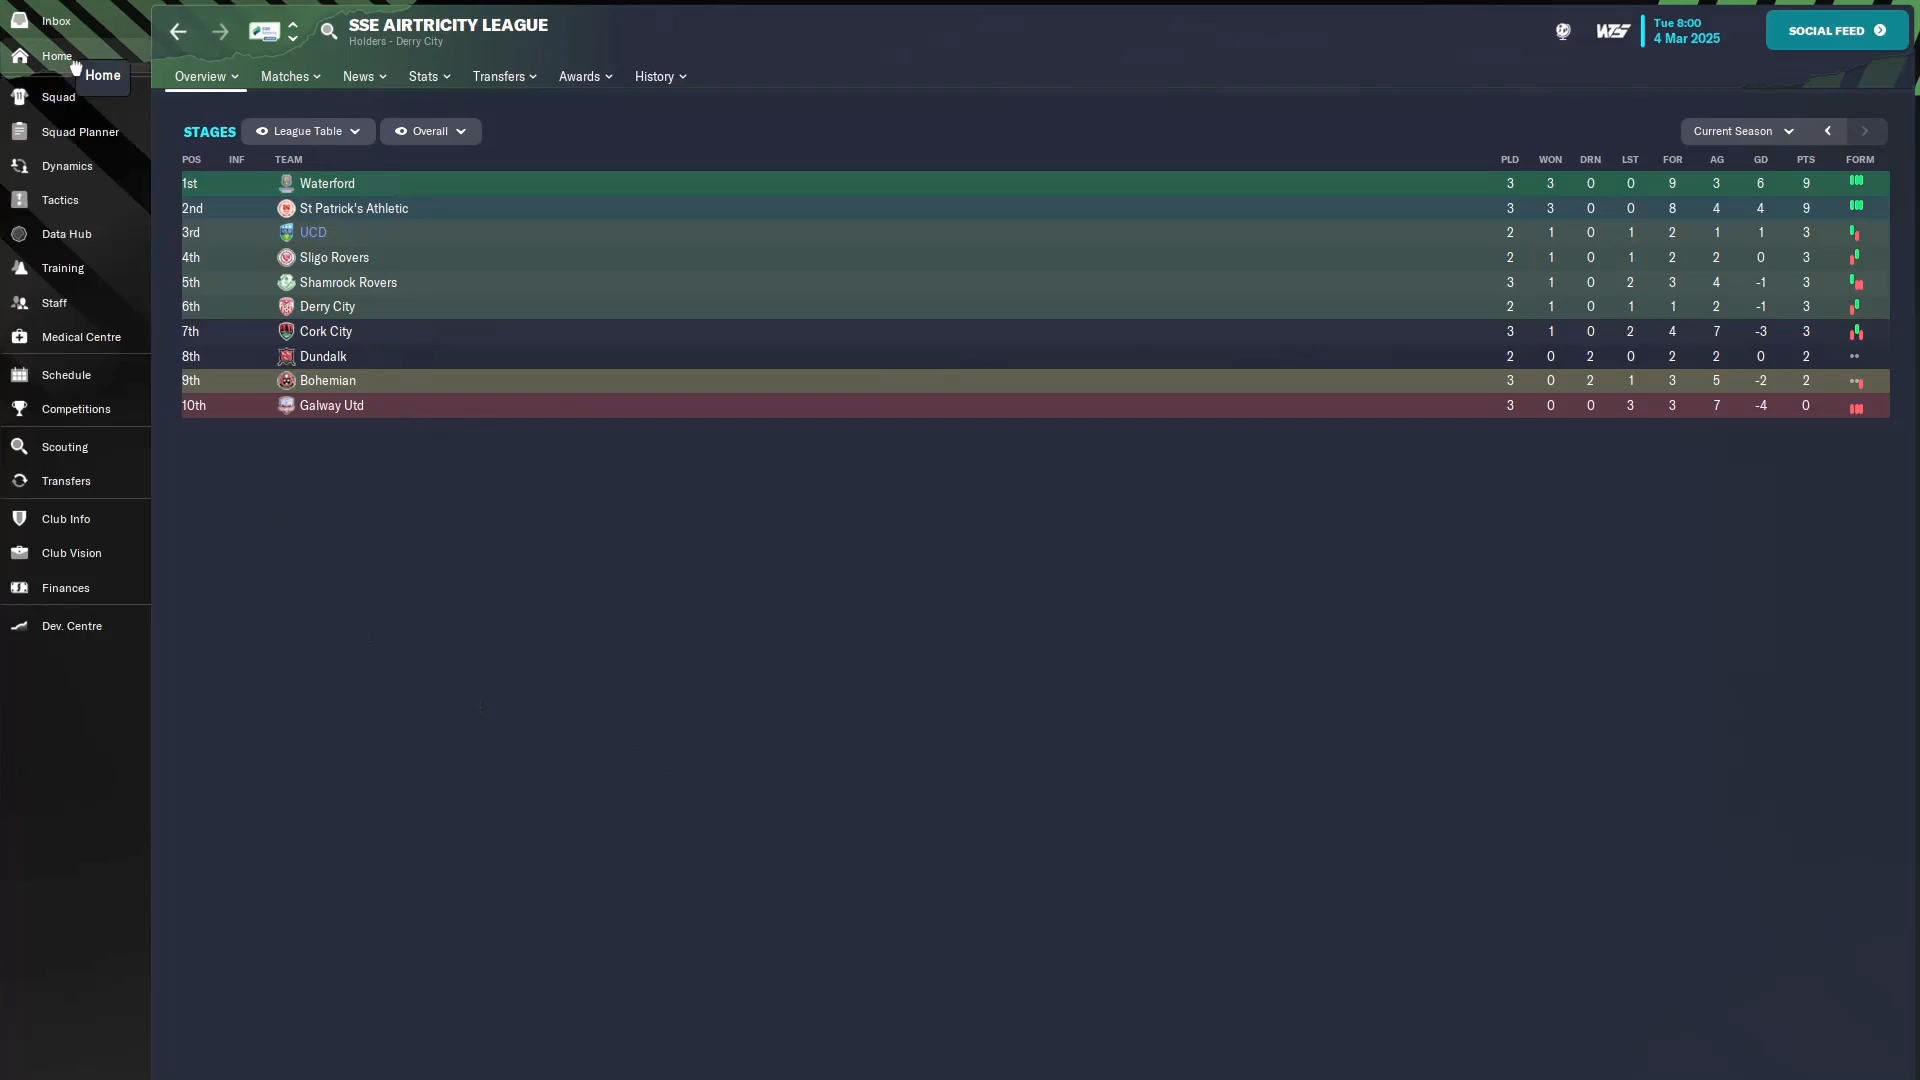 Inbox
Home
Home
Squad
Squad Planner
Dynamics
Tactics
Data Hub
Training
Staff
Medical Centre
Schedule
Competitions
Scouting
Transfers
Club Info
Club Vision
Finances
Dev. Centre
SSE AIRTRICITY LEAGUE
Holders - Derry City
Tue 8:00
4 Mar 2025
SOCIAL FEED
Overview Matches News Stats Transfers Awards History
STAGES League Table Overall Current Season
POS INF TEAM PLD WON DRN LST FOR AG GD PTS FORM
1st Waterford 3 3 0 0 9 3 6 9
2nd St Patrick's Athletic 3 3 0 0 8 4 4 9
3rd UCD 2 1 0 1 2 1 1 3
4th Sligo Rovers 2 1 0 1 2 2 0 3
5th Shamrock Rovers 3 1 0 2 3 4 -1 3
6th Derry City 2 1 0 1 1 2 -1 3
7th Cork City 3 1 0 2 4 7 -3 3
8th Dundalk 2 0 2 0 2 2 0 2
9th Bohemian 3 0 2 1 3 5 -2 2
10th Galway Utd 3 0 0 3 3 7 -4 0